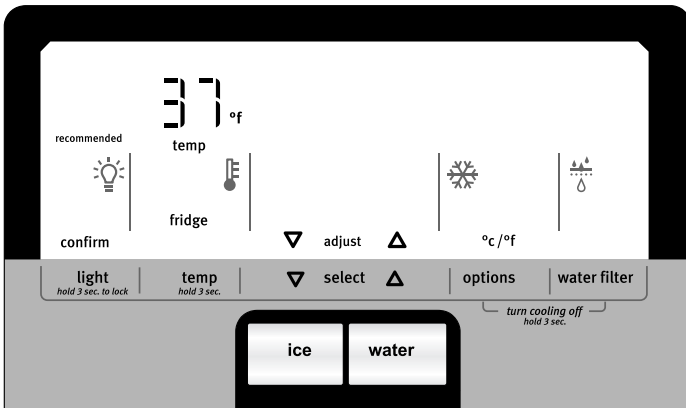 37 °f
recommended
temp
fridge
confirm
adjust
°c/°f
light
hold 3 sec. to lock
temp
hold 3 sec.
select
options
water filter
turn cooling off
hold 3 sec.
ice
water